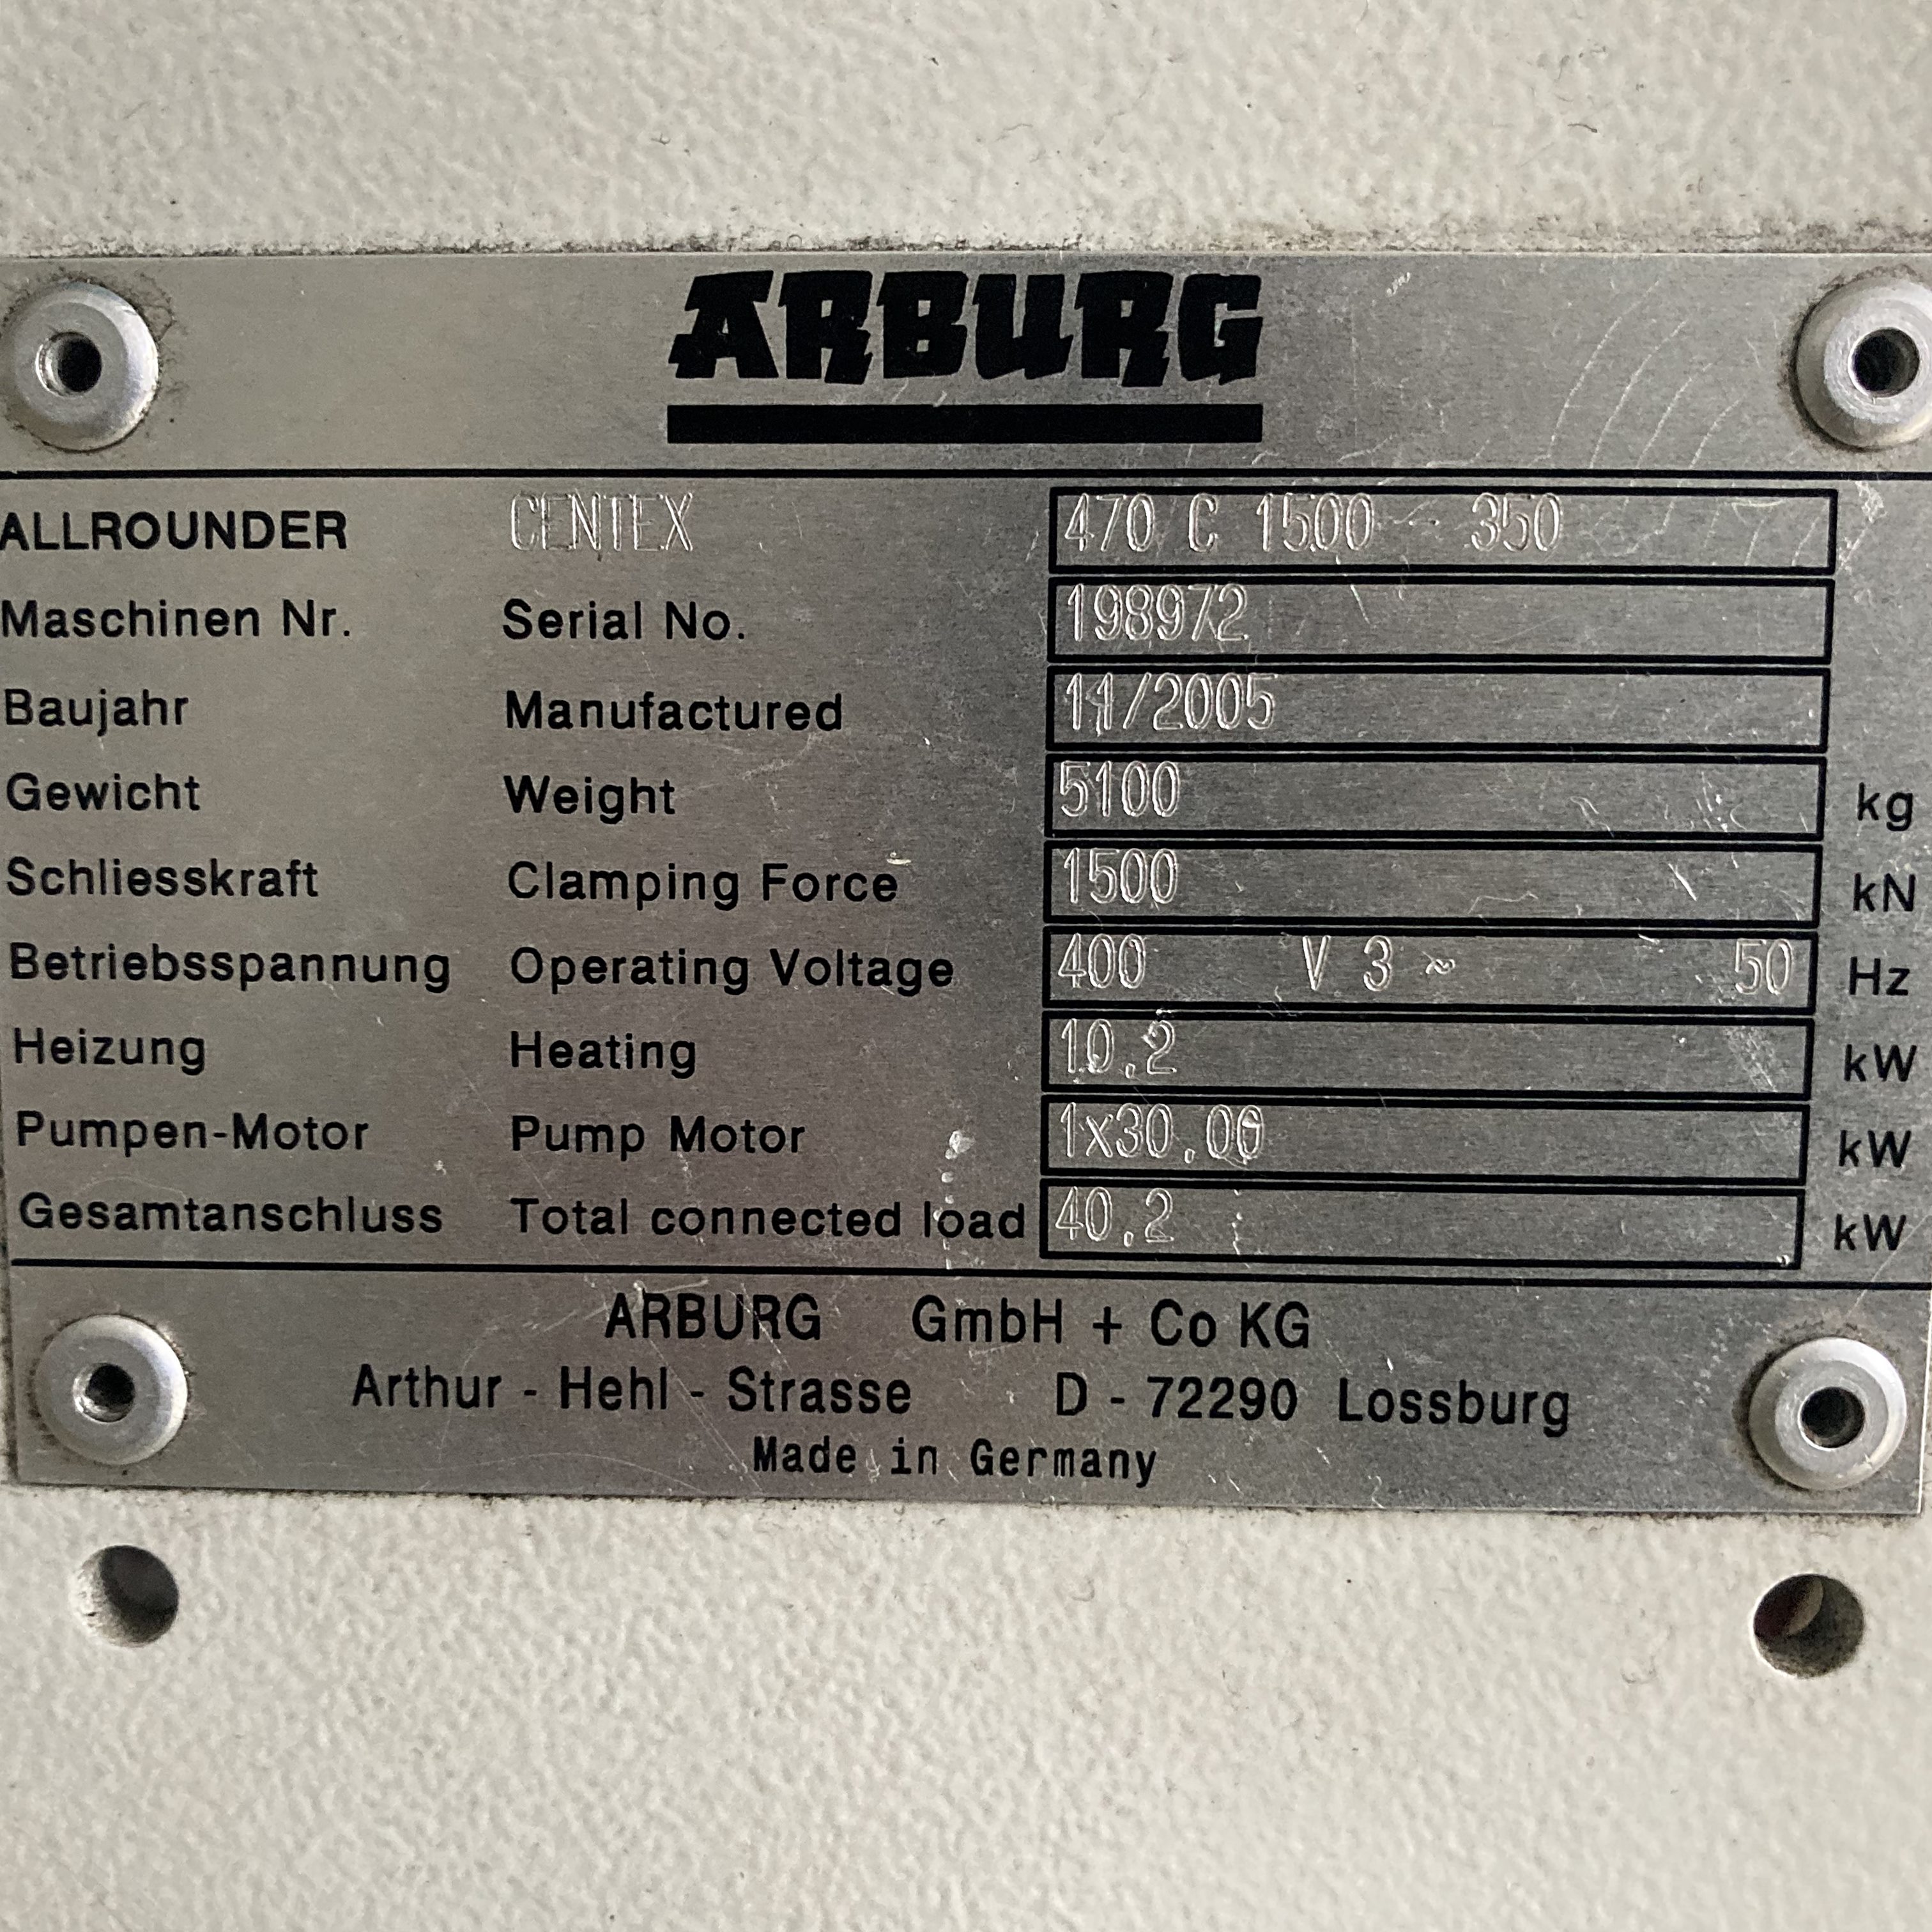 ARBURG
ALLROUNDER CENTEX 470 C 1500 - 350
Maschinen Nr. Serial No. 198972
Baujahr Manufactured 11/2005
Gewicht Weight 5100 kg
Schliesskraft Clamping Force 1500 kN
Betriebsspannung Operating Voltage 400 V 3 ~ 50 Hz
Heizung Heating 10.2 kW
Pumpen-Motor Pump Motor 1x30.00 kW
Gesamtanschluss Total connected load 40.2 kW
ARBURG GmbH + Co KG
Arthur - Hehl - Strasse D - 72290 Lossburg
Made in Germany